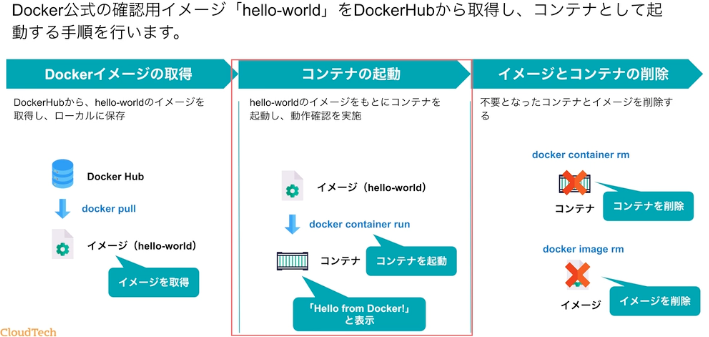 Docker公式の確認用イメージ「hello-world」をDockerHubから取得し、コンテナとして起
動する手順を行います。
Dockerイメージの取得
DockerHubから、hello-worldのイメージを
取得し、ローカルに保存
Docker Hub
docker pull
イメージ（hello-world）
イメージを取得
コンテナの起動
hello-worldのイメージをもとにコンテナを
起動し、動作確認を実施
イメージ（hello-world）
docker container run
コンテナ
コンテナを起動
「Hello from Docker!」
と表示
イメージとコンテナの削除
不要となったコンテナとイメージを削除す
る
docker container rm
コンテナ
コンテナを削除
docker image rm
イメージ
イメージを削除
CloudTech